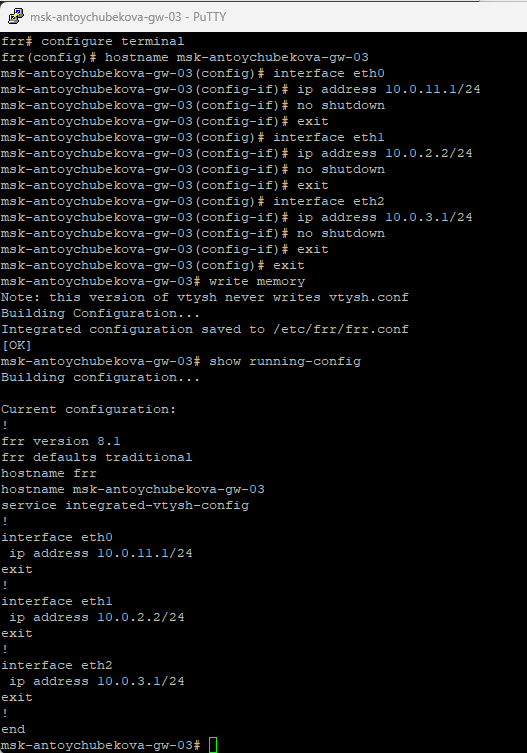 msk-antoychubekova-gw-03 - PuTTY
frr# configure terminal
frr(config)# hostname msk-antoychubekova-gw-03
msk-antoychubekova-gw-03(config)# interface eth0
msk-antoychubekova-gw-03(config-if)# ip address 10.0.11.1/24
msk-antoychubekova-gw-03(config-if)# no shutdown
msk-antoychubekova-gw-03(config-if)# exit
msk-antoychubekova-gw-03(config)# interface eth1
msk-antoychubekova-gw-03(config-if)# ip address 10.0.2.2/24
msk-antoychubekova-gw-03(config-if)# no shutdown
msk-antoychubekova-gw-03(config-if)# exit
msk-antoychubekova-gw-03(config)# interface eth2
msk-antoychubekova-gw-03(config-if)# ip address 10.0.3.1/24
msk-antoychubekova-gw-03(config-if)# no shutdown
msk-antoychubekova-gw-03(config-if)# exit
msk-antoychubekova-gw-03(config)# exit
msk-antoychubekova-gw-03# write memory
Note: this version of vtysh never writes vtysh.conf
Building Configuration...
Integrated configuration saved to /etc/frr/frr.conf
[OK]
msk-antoychubekova-gw-03# show running-config
Building configuration...

Current configuration:
!
frr version 8.1
frr defaults traditional
hostname frr
hostname msk-antoychubekova-gw-03
service integrated-vtysh-config
!
interface eth0
 ip address 10.0.11.1/24
exit
!
interface eth1
 ip address 10.0.2.2/24
exit
!
interface eth2
 ip address 10.0.3.1/24
exit
!
end
msk-antoychubekova-gw-03#